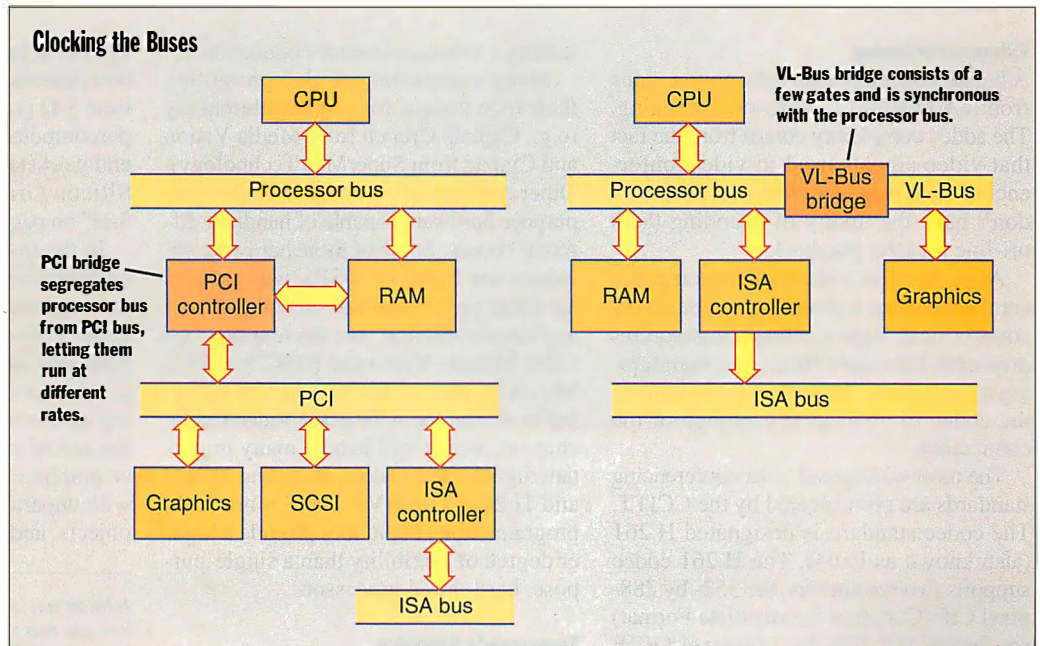 Clocking the Buses
CPU
Processor bus
PCI bridge
segregates
processor bus
from PCI bus,
letting them
run at
different
rates.
PCI
controller
RAM
PCI
Graphics
SCSI
ISA
controller
ISA bus
CPU
VL-Bus bridge consists of a
few gates and is synchronous
with the processor bus.
Processor bus
VL-Bus
bridge
VL-Bus
RAM
ISA
controller
Graphics
ISA bus